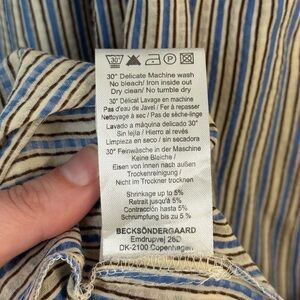 30
30° Delicate Machine wash
No bleach/ Iron inside out
Dry clean/ No tumble dry
30° Délicat Lavage en machine
Pas d'eau de Javel / Fer à repasser
Nettoyage à sec / Pas de sèche-linge
Lavado a máquina delicado 30°
Sin lejía / Hierro al revés
Limpieza en seco / sin secadora
30° Feinwäsche in der Maschine
Keine Bleiche /
Eisen von innen nach außen
Trockenreinigung /
Nicht im Trockner trocknen
Shrinkage up to 5%
Retrait jusqu'à 5%
Contracción hasta 5%
Schrumpfung bis zu 5 %
BECKSÖNDERGAARD
Emdrupvej 26D
DK-2100 Copenhagen